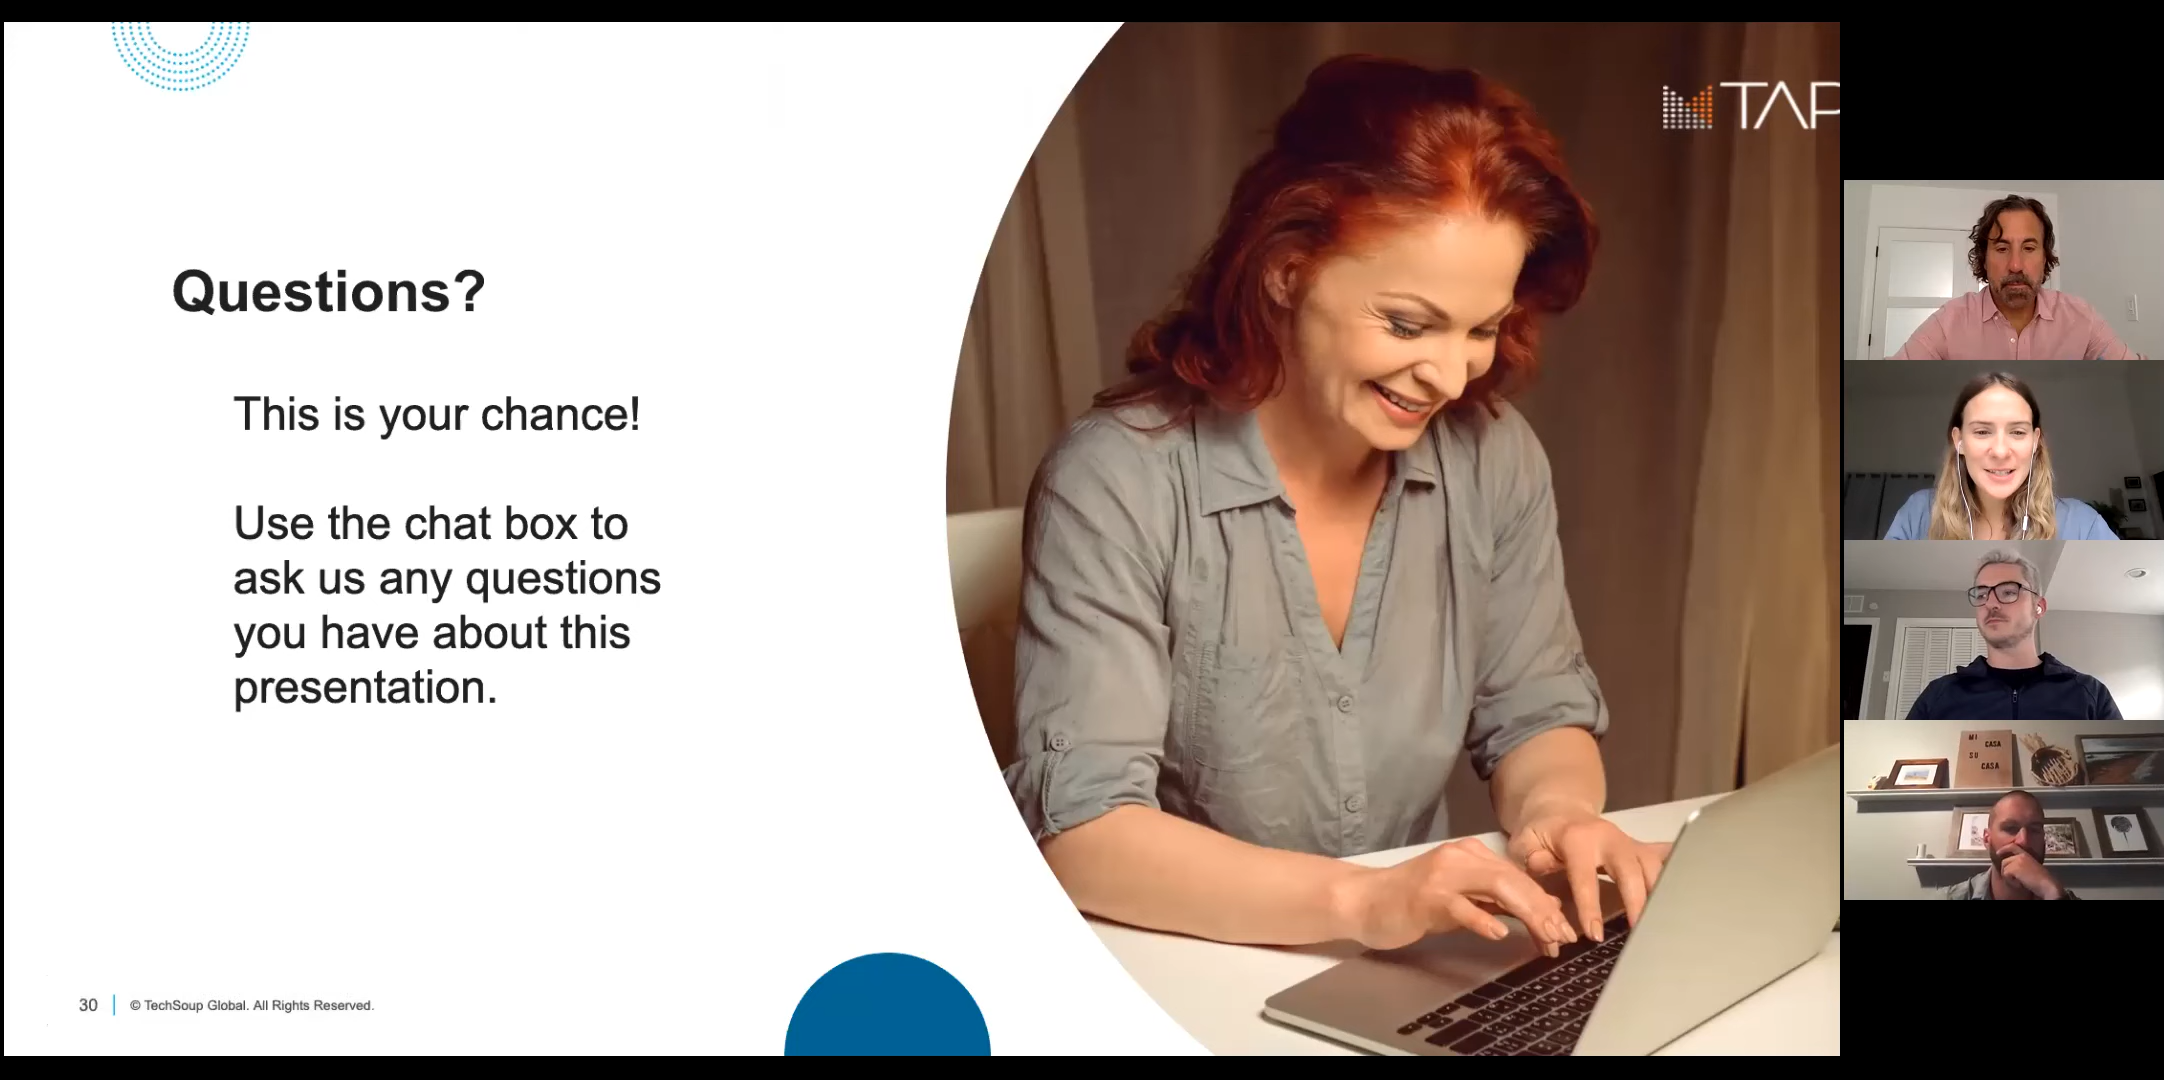 TAP
Questions?
This is your chance!
Use the chat box to
ask us any questions
you have about this
presentation.
MI
CASA
SU
CASA
30
© TechSoup Global. All Rights Reserved.